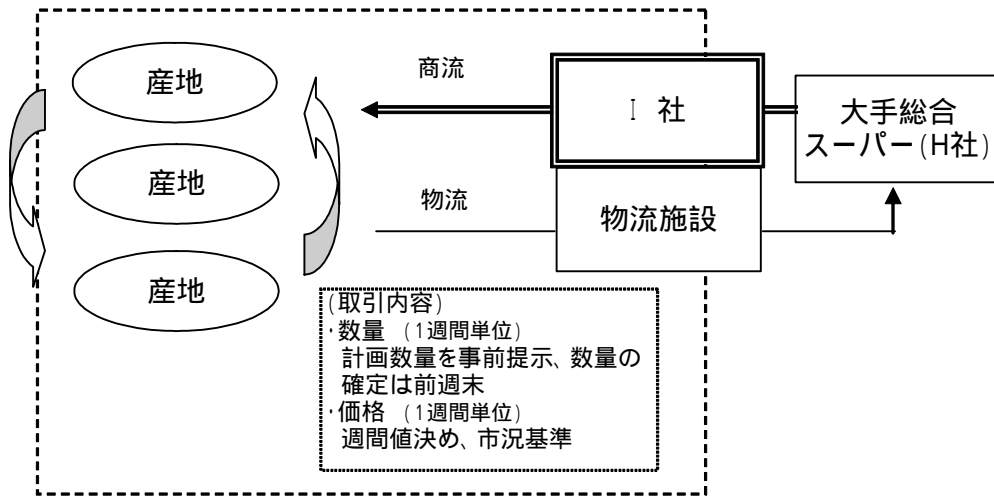 産地
産地
産地
商流
物流
I 社
物流施設
大手総合
スーパー(H社)
(取引内容)
・数量 (1週間単位)
計画数量を事前提示、数量の
確定は前週末
・価格 (1週間単位)
週間値決め、市況基準